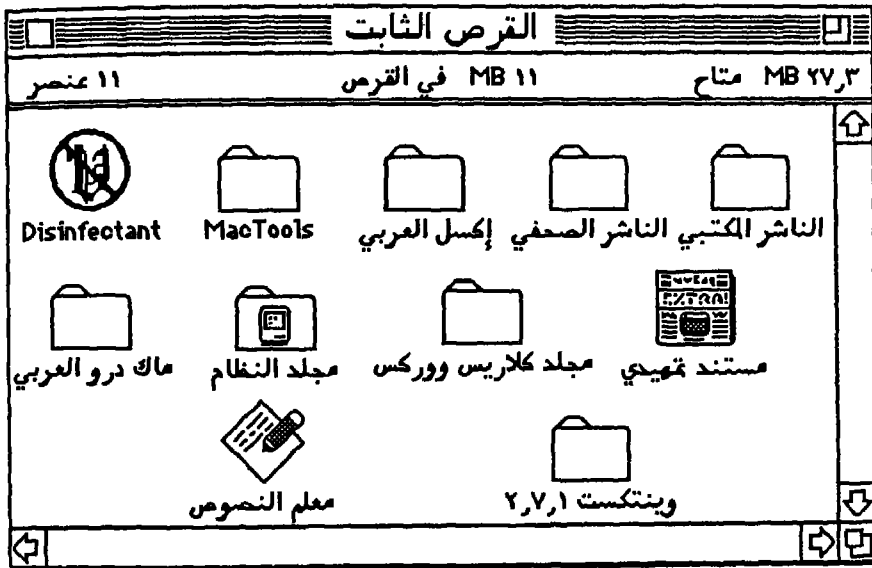 القرص الثابت
٢٧٫٣ MB متاح ١١ MB في القرص ١١ عنصر
الناشر المكتبي الناشر الصحفي إكسل العربي MacTools Disinfectant
EXTRA!
مستند تمهيدي مجلد كلاريس ووركس مجلد النظام ماك درو العربي
وينتكست ٢٫٧٫١ معلم النصوص